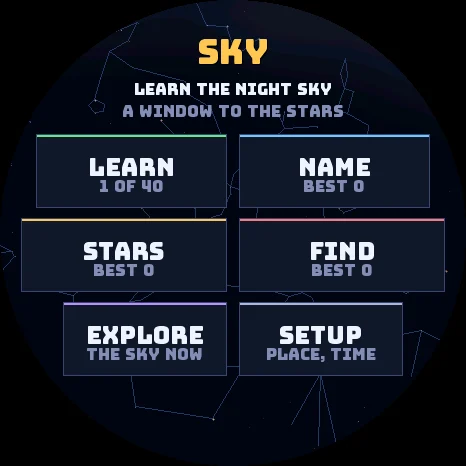 SKY
LEARN THE NIGHT SKY
A WINDOW TO THE STARS
LEARN
1 OF 40
NAME
BEST 0
STARS
BEST 0
FIND
BEST 0
EXPLORE
THE SKY NOW
SETUP
PLACE, TIME